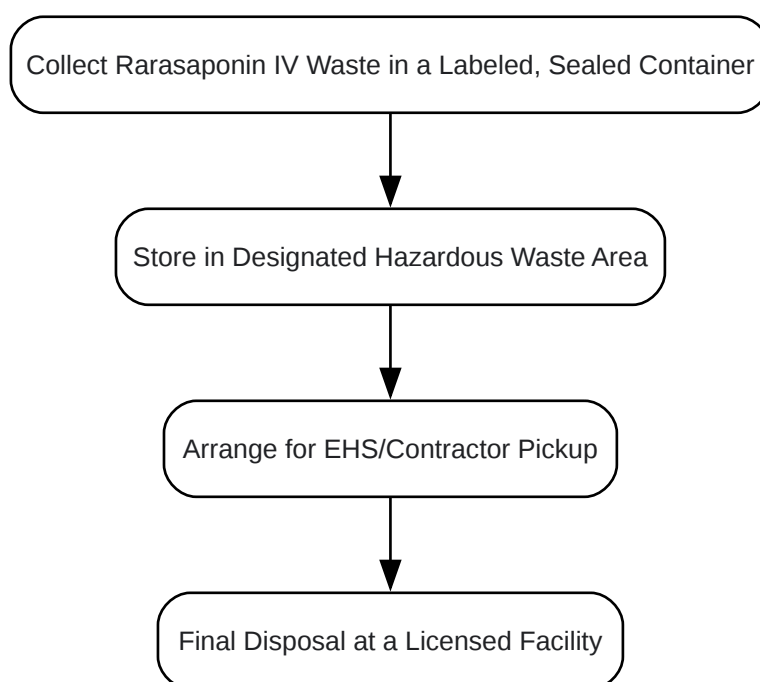 Collect Rarasaponin IV Waste in a Labeled, Sealed Container
Store in Designated Hazardous Waste Area
Arrange for EHS/Contractor Pickup
Final Disposal at a Licensed Facility